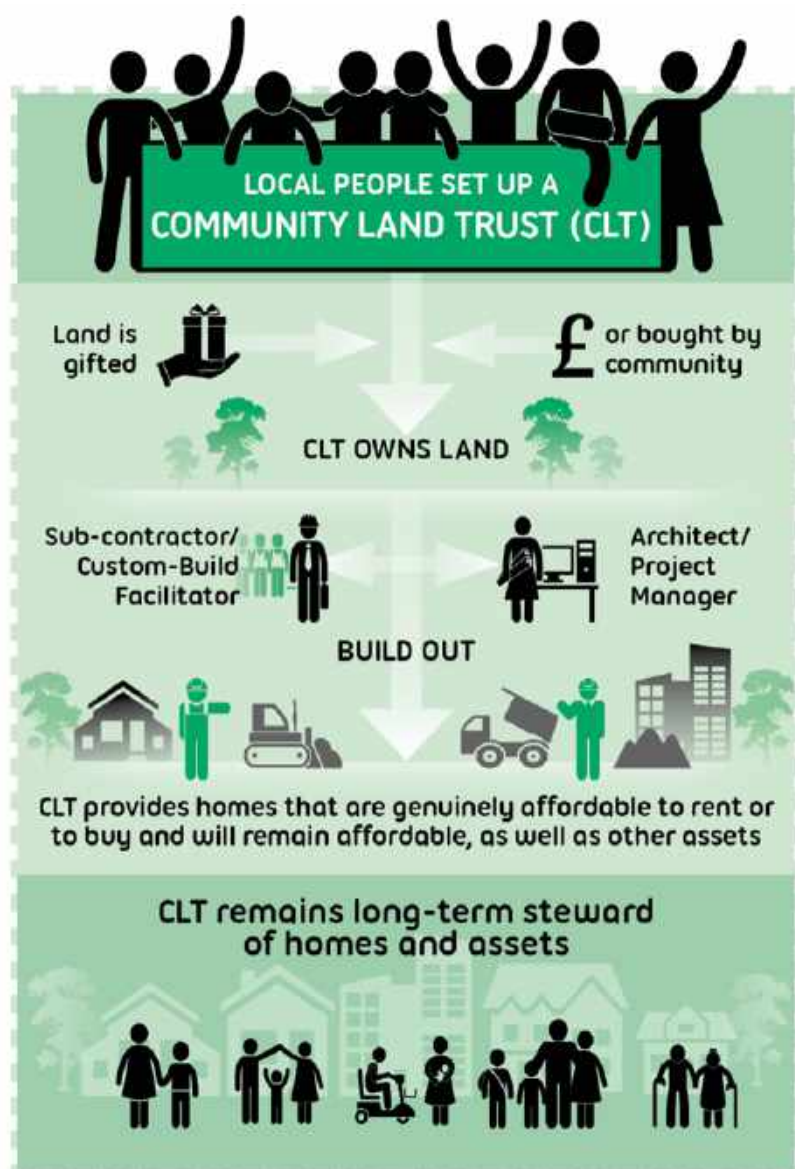 LOCAL PEOPLE SET UP A
COMMUNITY LAND TRUST (CLT)
Land is
gifted
£
or bought by
community
CLT OWNS LAND
Sub-contractor/
Custom-Build
Facilitator
Architect/
Project
Manager
BUILD OUT
CLT provides homes that are genuinely affordable to rent or
to buy and will remain affordable, as well as other assets
CLT remains long-term steward
of homes and assets